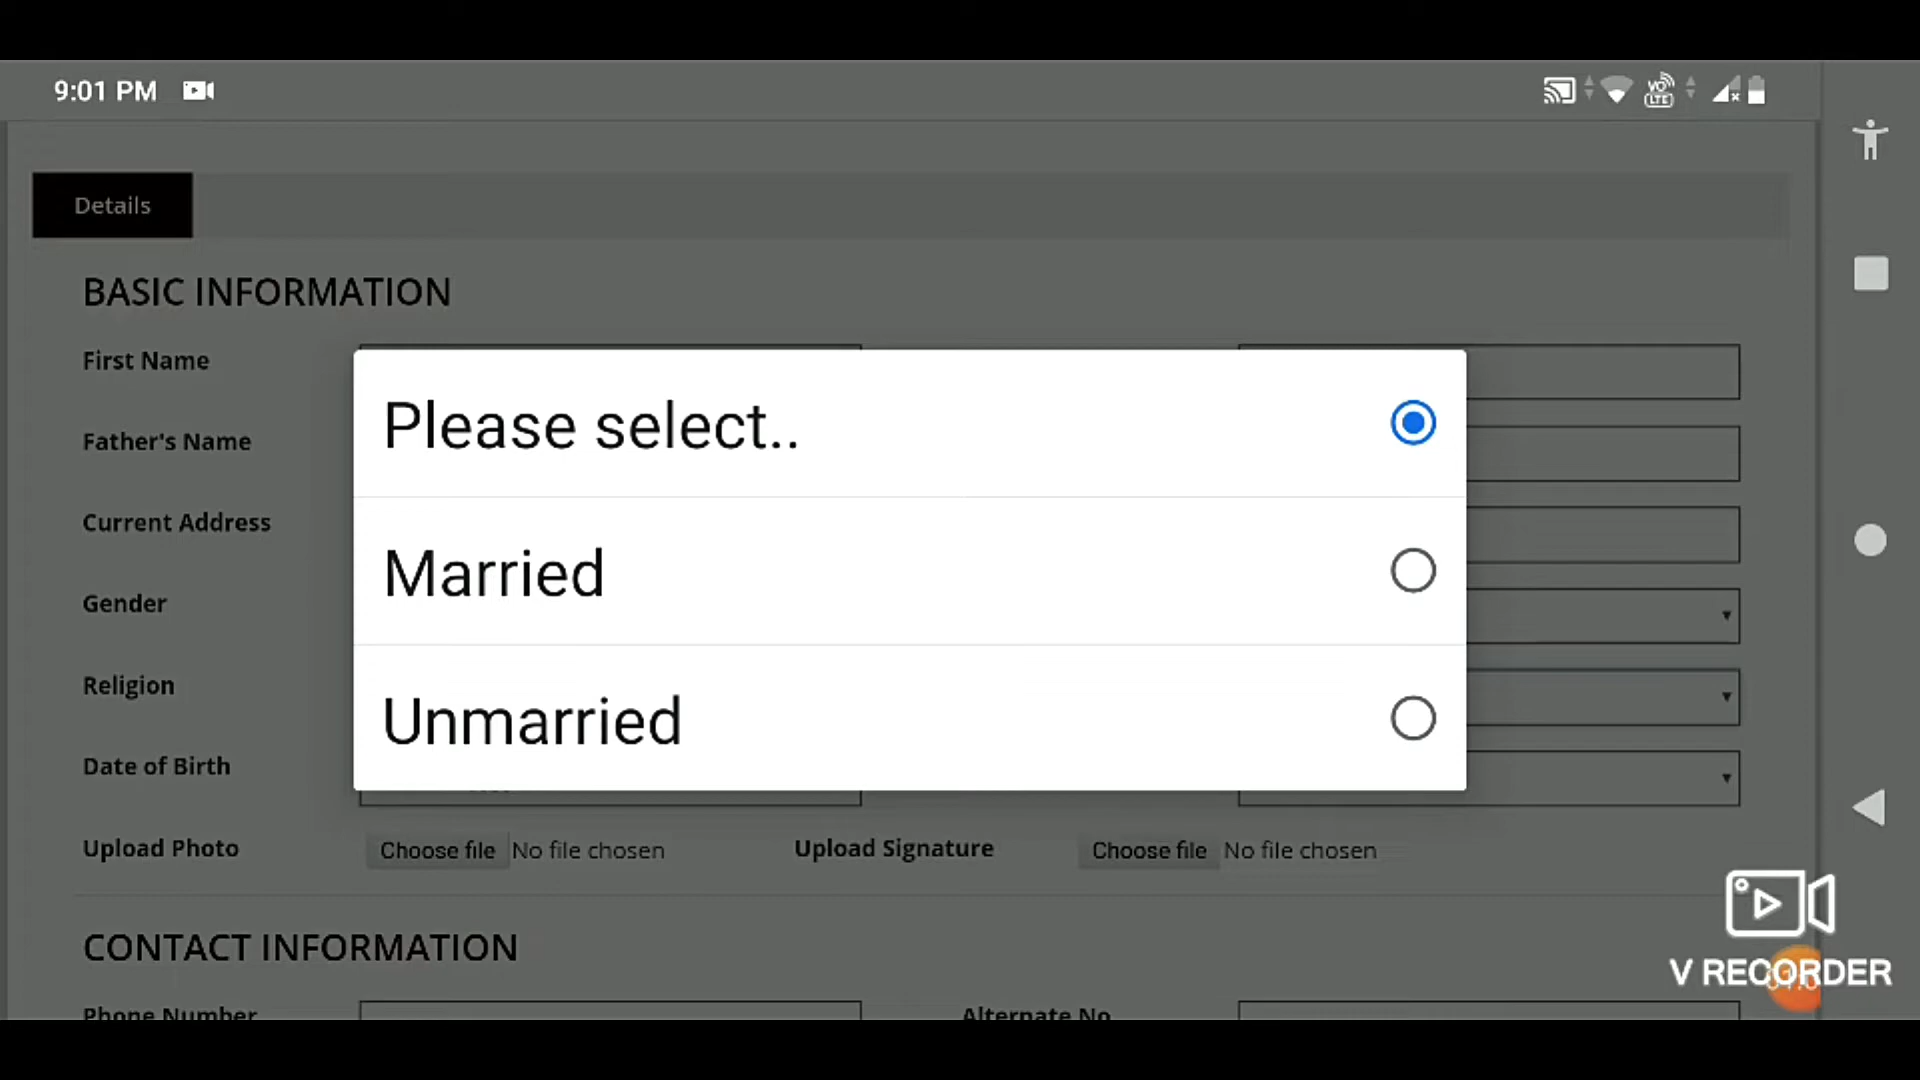 9:01 PM
VO LTE
Details
BASIC INFORMATION
First Name
Father's Name
Current Address
Gender
Religion
Date of Birth
Please select..
Married
Unmarried
Upload Photo Choose file No file chosen Upload Signature Choose file No file chosen
CONTACT INFORMATION
Phone Number Alternate No
V RECORDER